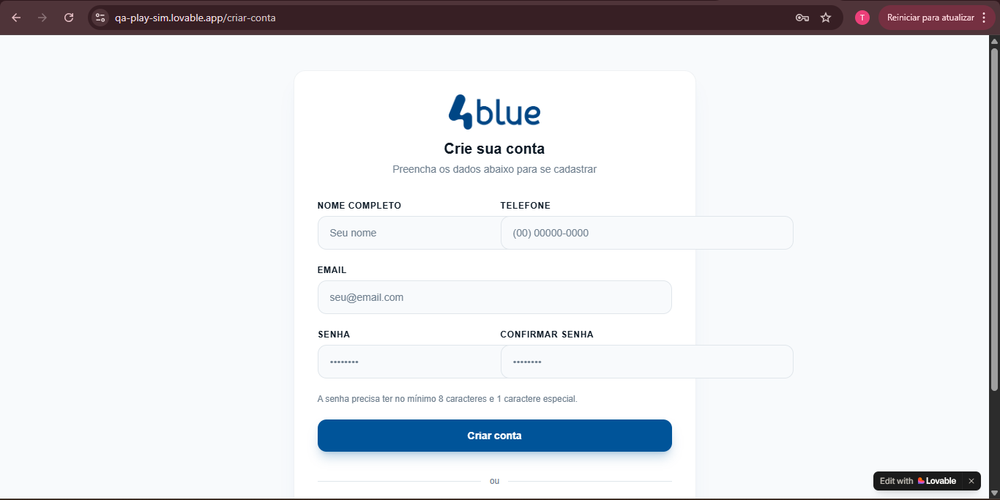 qa-play-sim.lovable.app/criar-conta
T
Reiniciar para atualizar
4blue
Crie sua conta
Preencha os dados abaixo para se cadastrar
NOME COMPLETO
TELEFONE
Seu nome
(00) 00000-0000
EMAIL
seu@email.com
SENHA
CONFIRMAR SENHA
••••••••
••••••••
A senha precisa ter no mínimo 8 caracteres e 1 caractere especial.
Criar conta
ou
Edit with Lovable